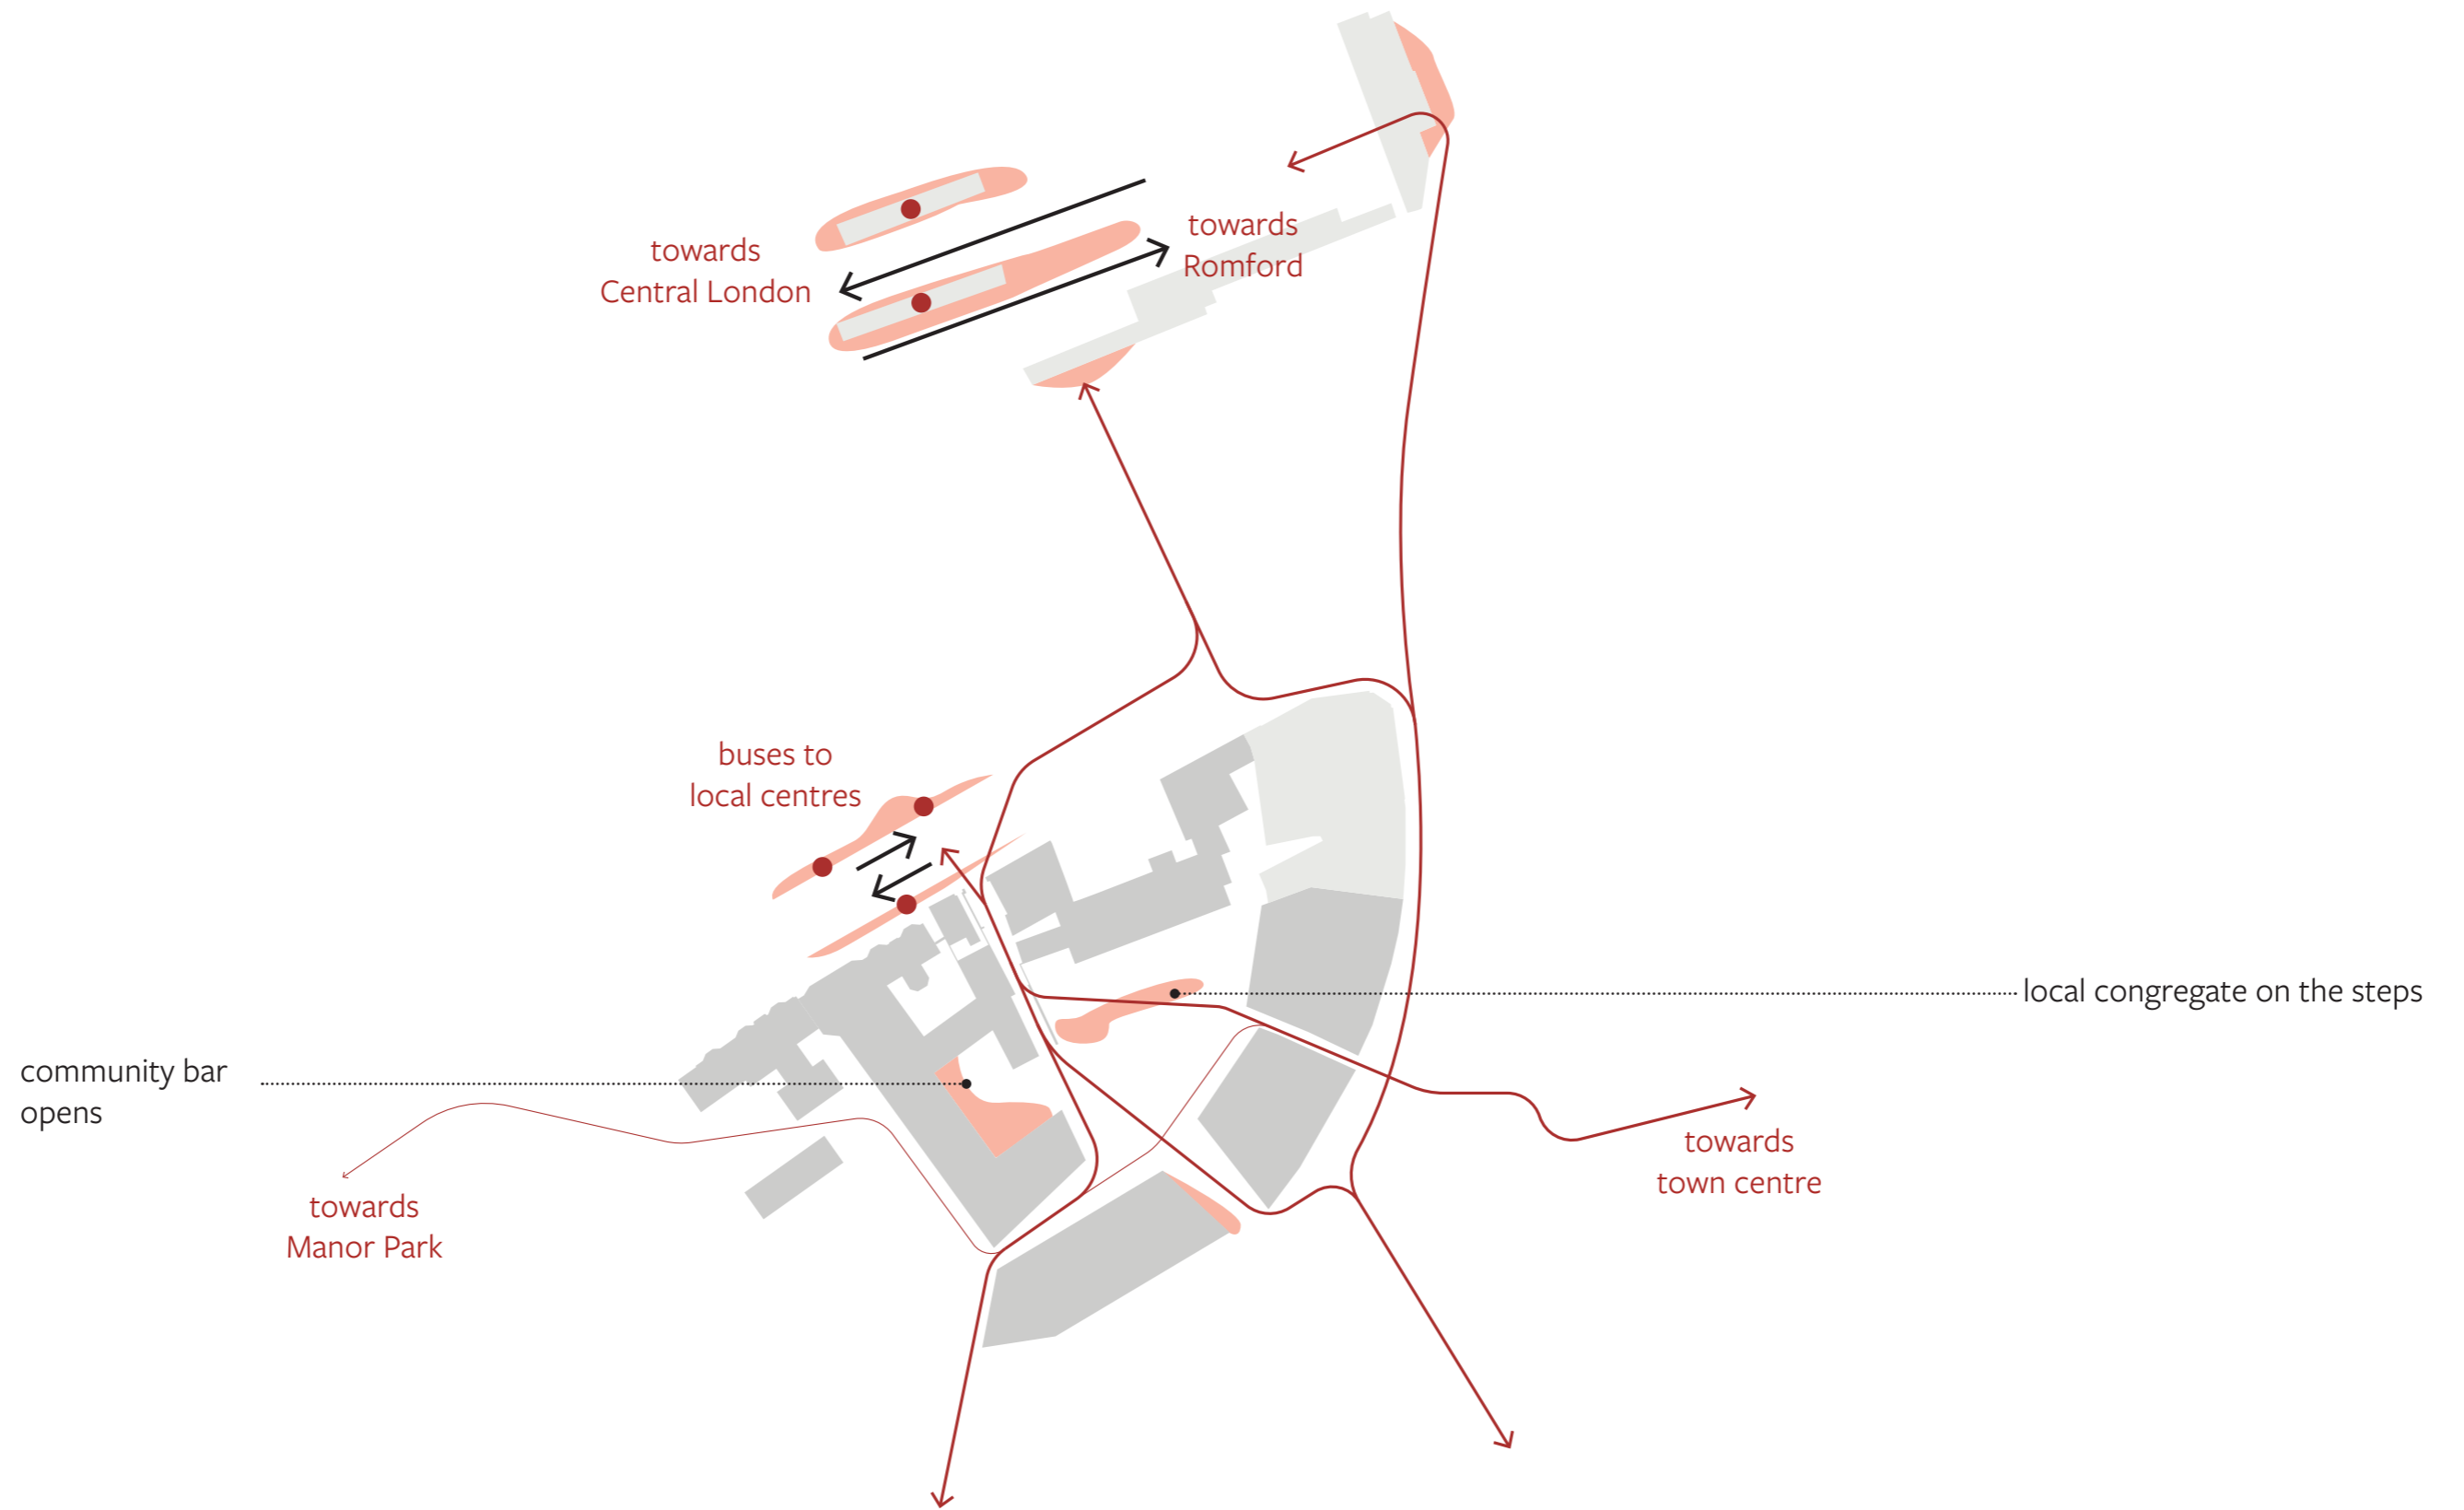 towards
Central London
towards
Romford
buses to
local centres
local congregate on the steps
community bar
opens
towards
town centre
towards
Manor Park